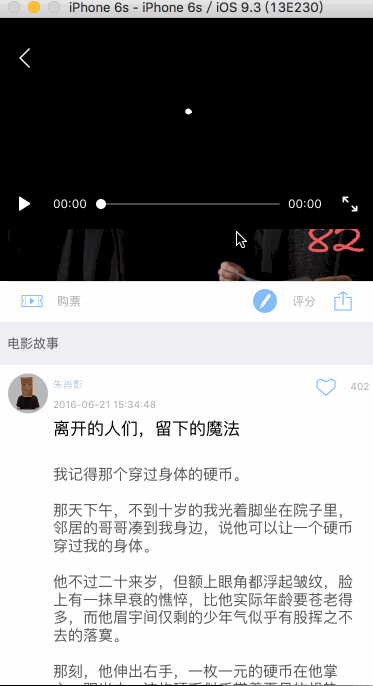 iPhone 6s - iPhone 6s / iOS 9.3 (13E230)
00:00
00:00
82
购票
评分
电影故事
朱肖影
402
2016-06-21 15:34:48
离开的人们，留下的魔法
我记得那个穿过身体的硬币。
那天下午，不到十岁的我光着脚坐在院子里，
邻居的哥哥凑到我身边，说他可以让一个硬币
穿过我的身体。
他不过二十来岁，但额上眼角都浮起皱纹，脸
上有一抹早衰的憔悴，比他实际年龄要苍老得
多，而他眉宇间仅剩的少年气似乎有股挥之不
去的落寞。
那刻，他伸出右手，一枚一元的硬币在他掌